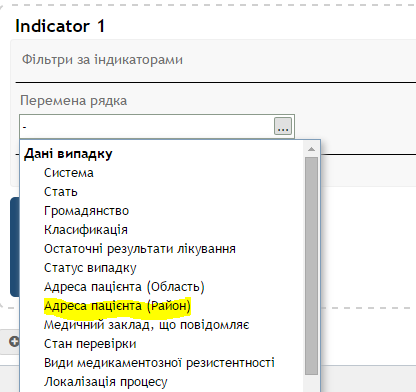 Indicator 1
Фільтри за індикаторами
Перемена рядка
-
...
Дані випадку
Система
Стать
Громадянство
Класифікація
Остаточні результати лікування
Статус випадку
Адреса пацієнта (Область)
Адреса пацієнта (Район)
Медичний заклад, що повідомляє
Стан перевірки
Види медикаментозної резистентності
Локалізація процесу